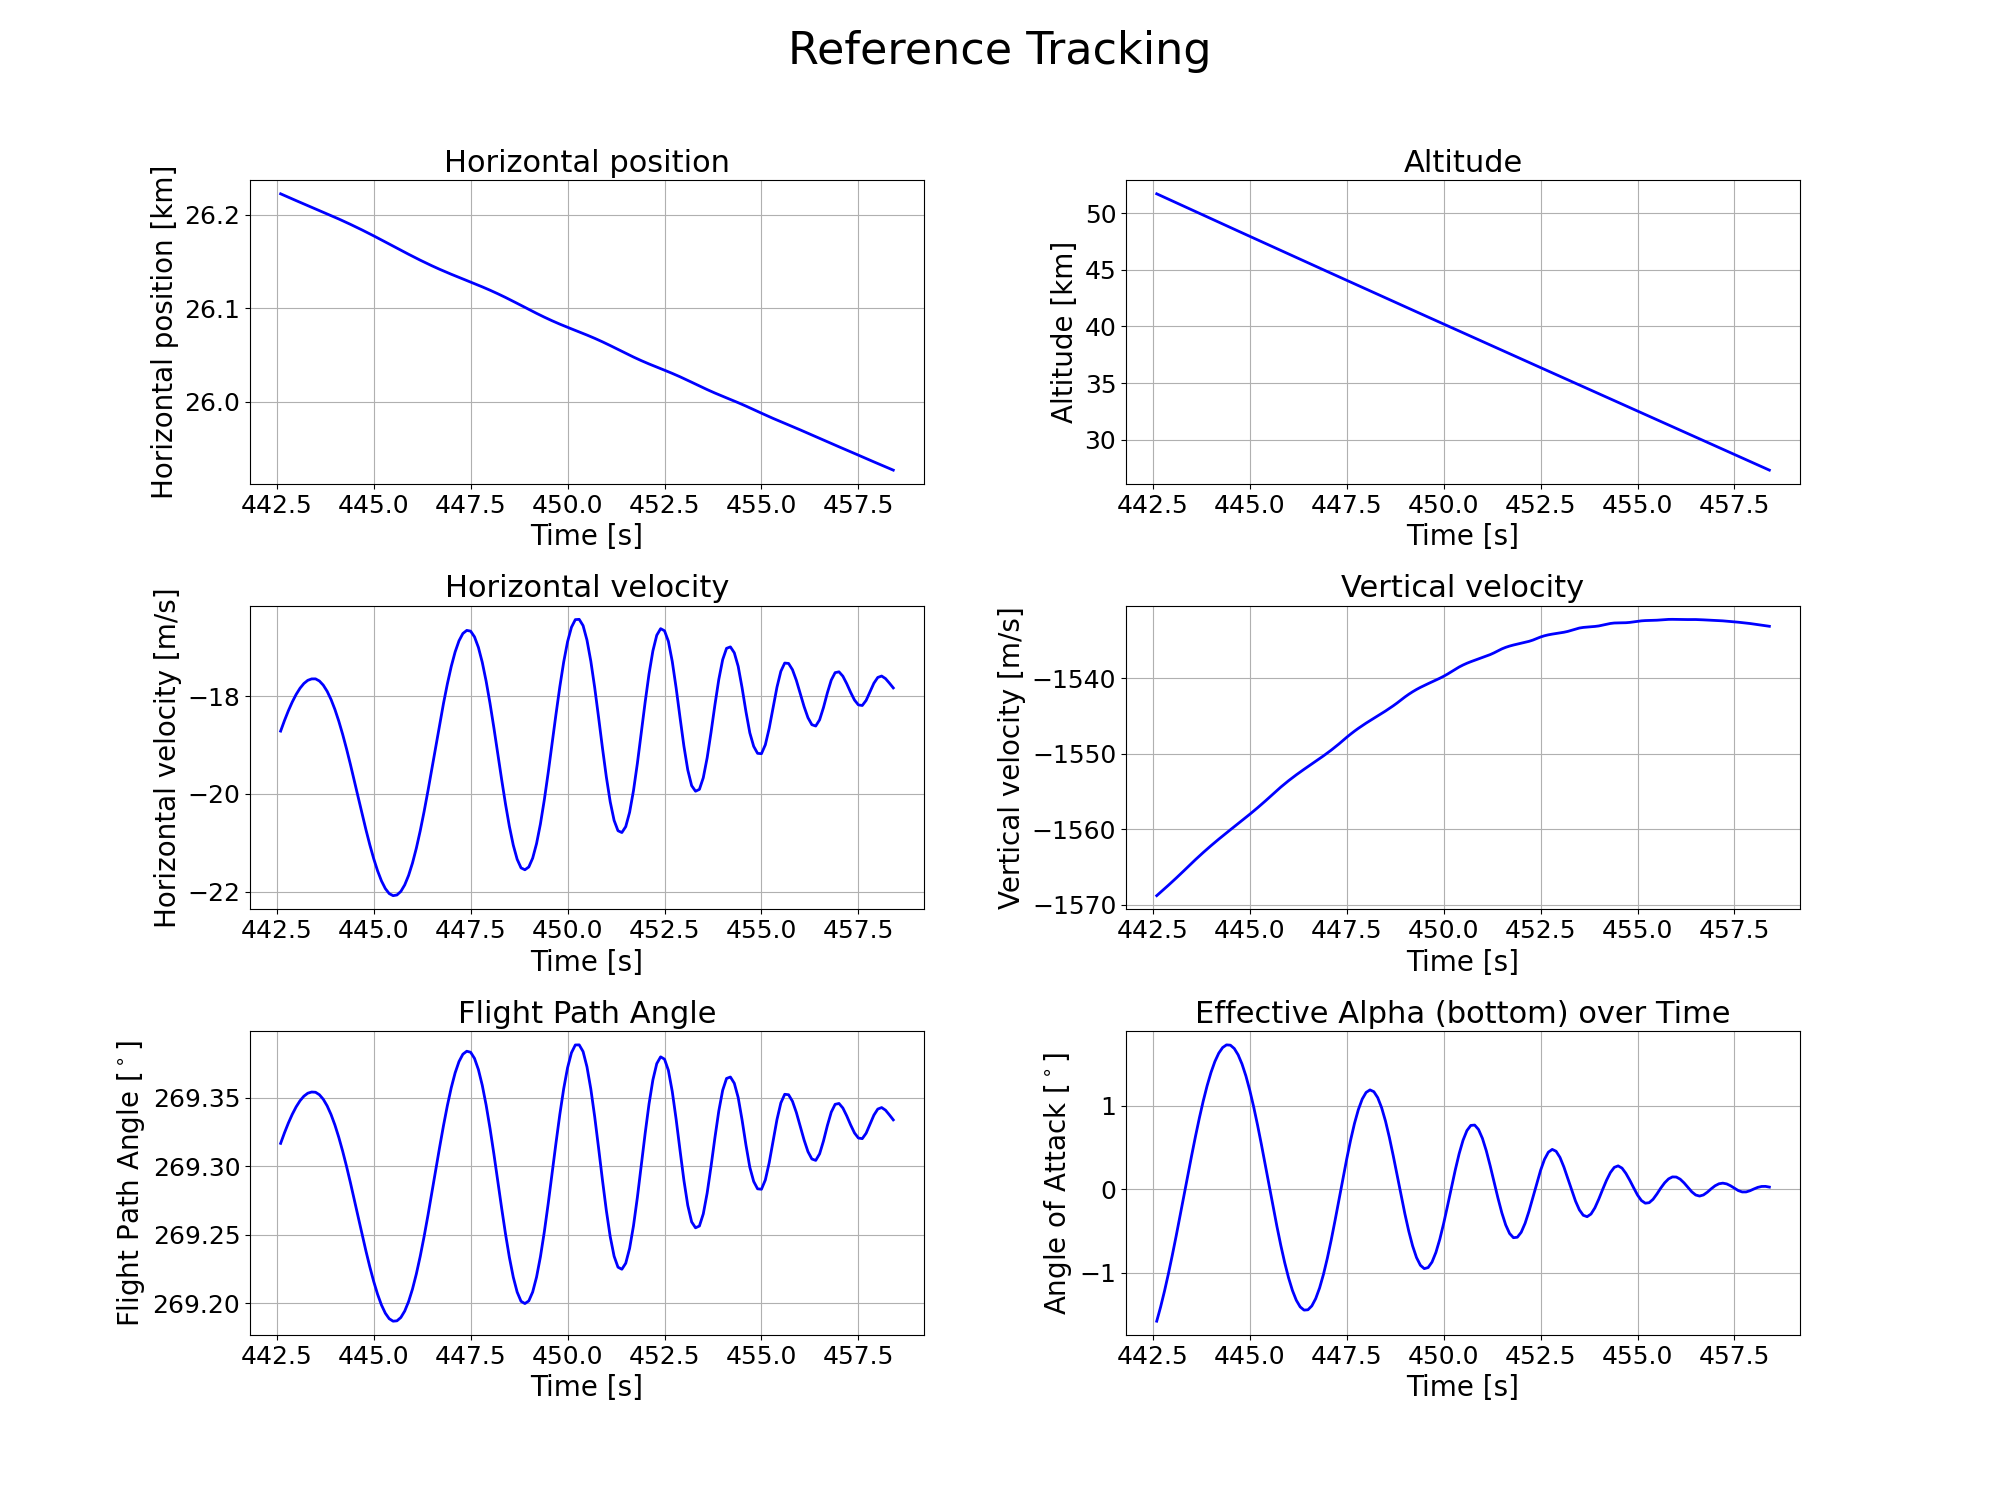 Reference Tracking
Horizontal position
Horizontal position [km]
26.2
26.1
26.0
442.5 445.0 447.5 450.0 452.5 455.0 457.5
Time [s]
Altitude
Altitude [km]
50
45
40
35
30
442.5 445.0 447.5 450.0 452.5 455.0 457.5
Time [s]
Horizontal velocity
Horizontal velocity [m/s]
−18
−20
−22
442.5 445.0 447.5 450.0 452.5 455.0 457.5
Time [s]
Vertical velocity
Vertical velocity [m/s]
−1540
−1550
−1560
−1570
442.5 445.0 447.5 450.0 452.5 455.0 457.5
Time [s]
Flight Path Angle
Flight Path Angle [°]
269.35
269.30
269.25
269.20
442.5 445.0 447.5 450.0 452.5 455.0 457.5
Time [s]
Effective Alpha (bottom) over Time
Angle of Attack [°]
1
0
−1
442.5 445.0 447.5 450.0 452.5 455.0 457.5
Time [s]